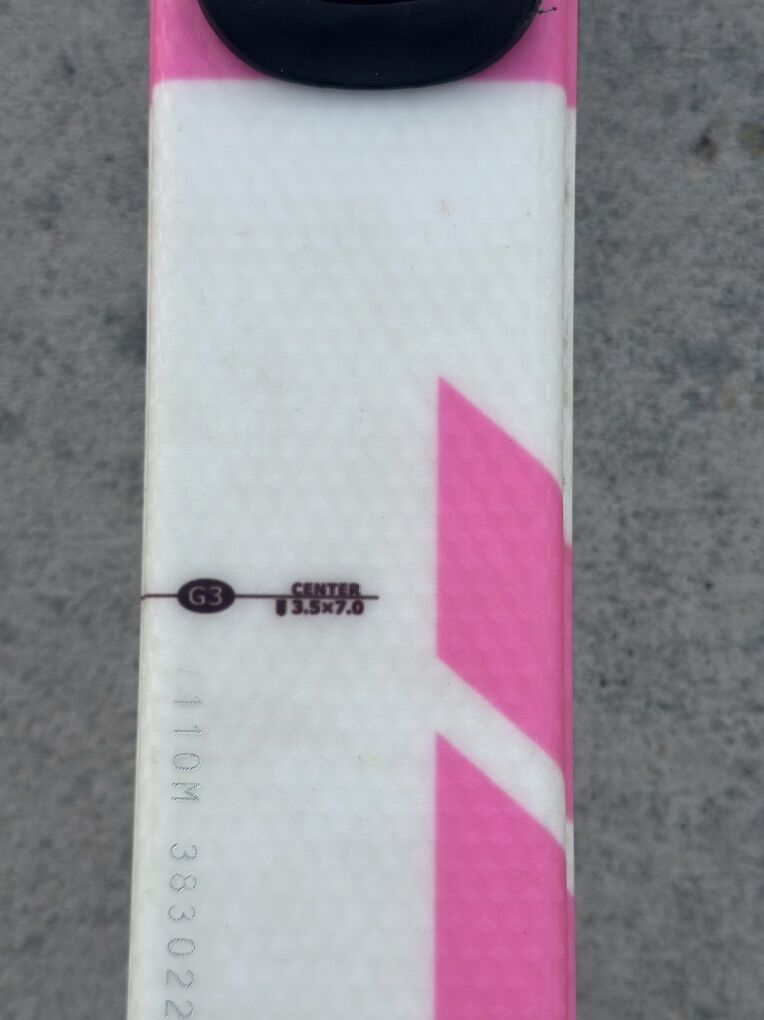 G3
CENTER
3.5×7.0
110M 383022